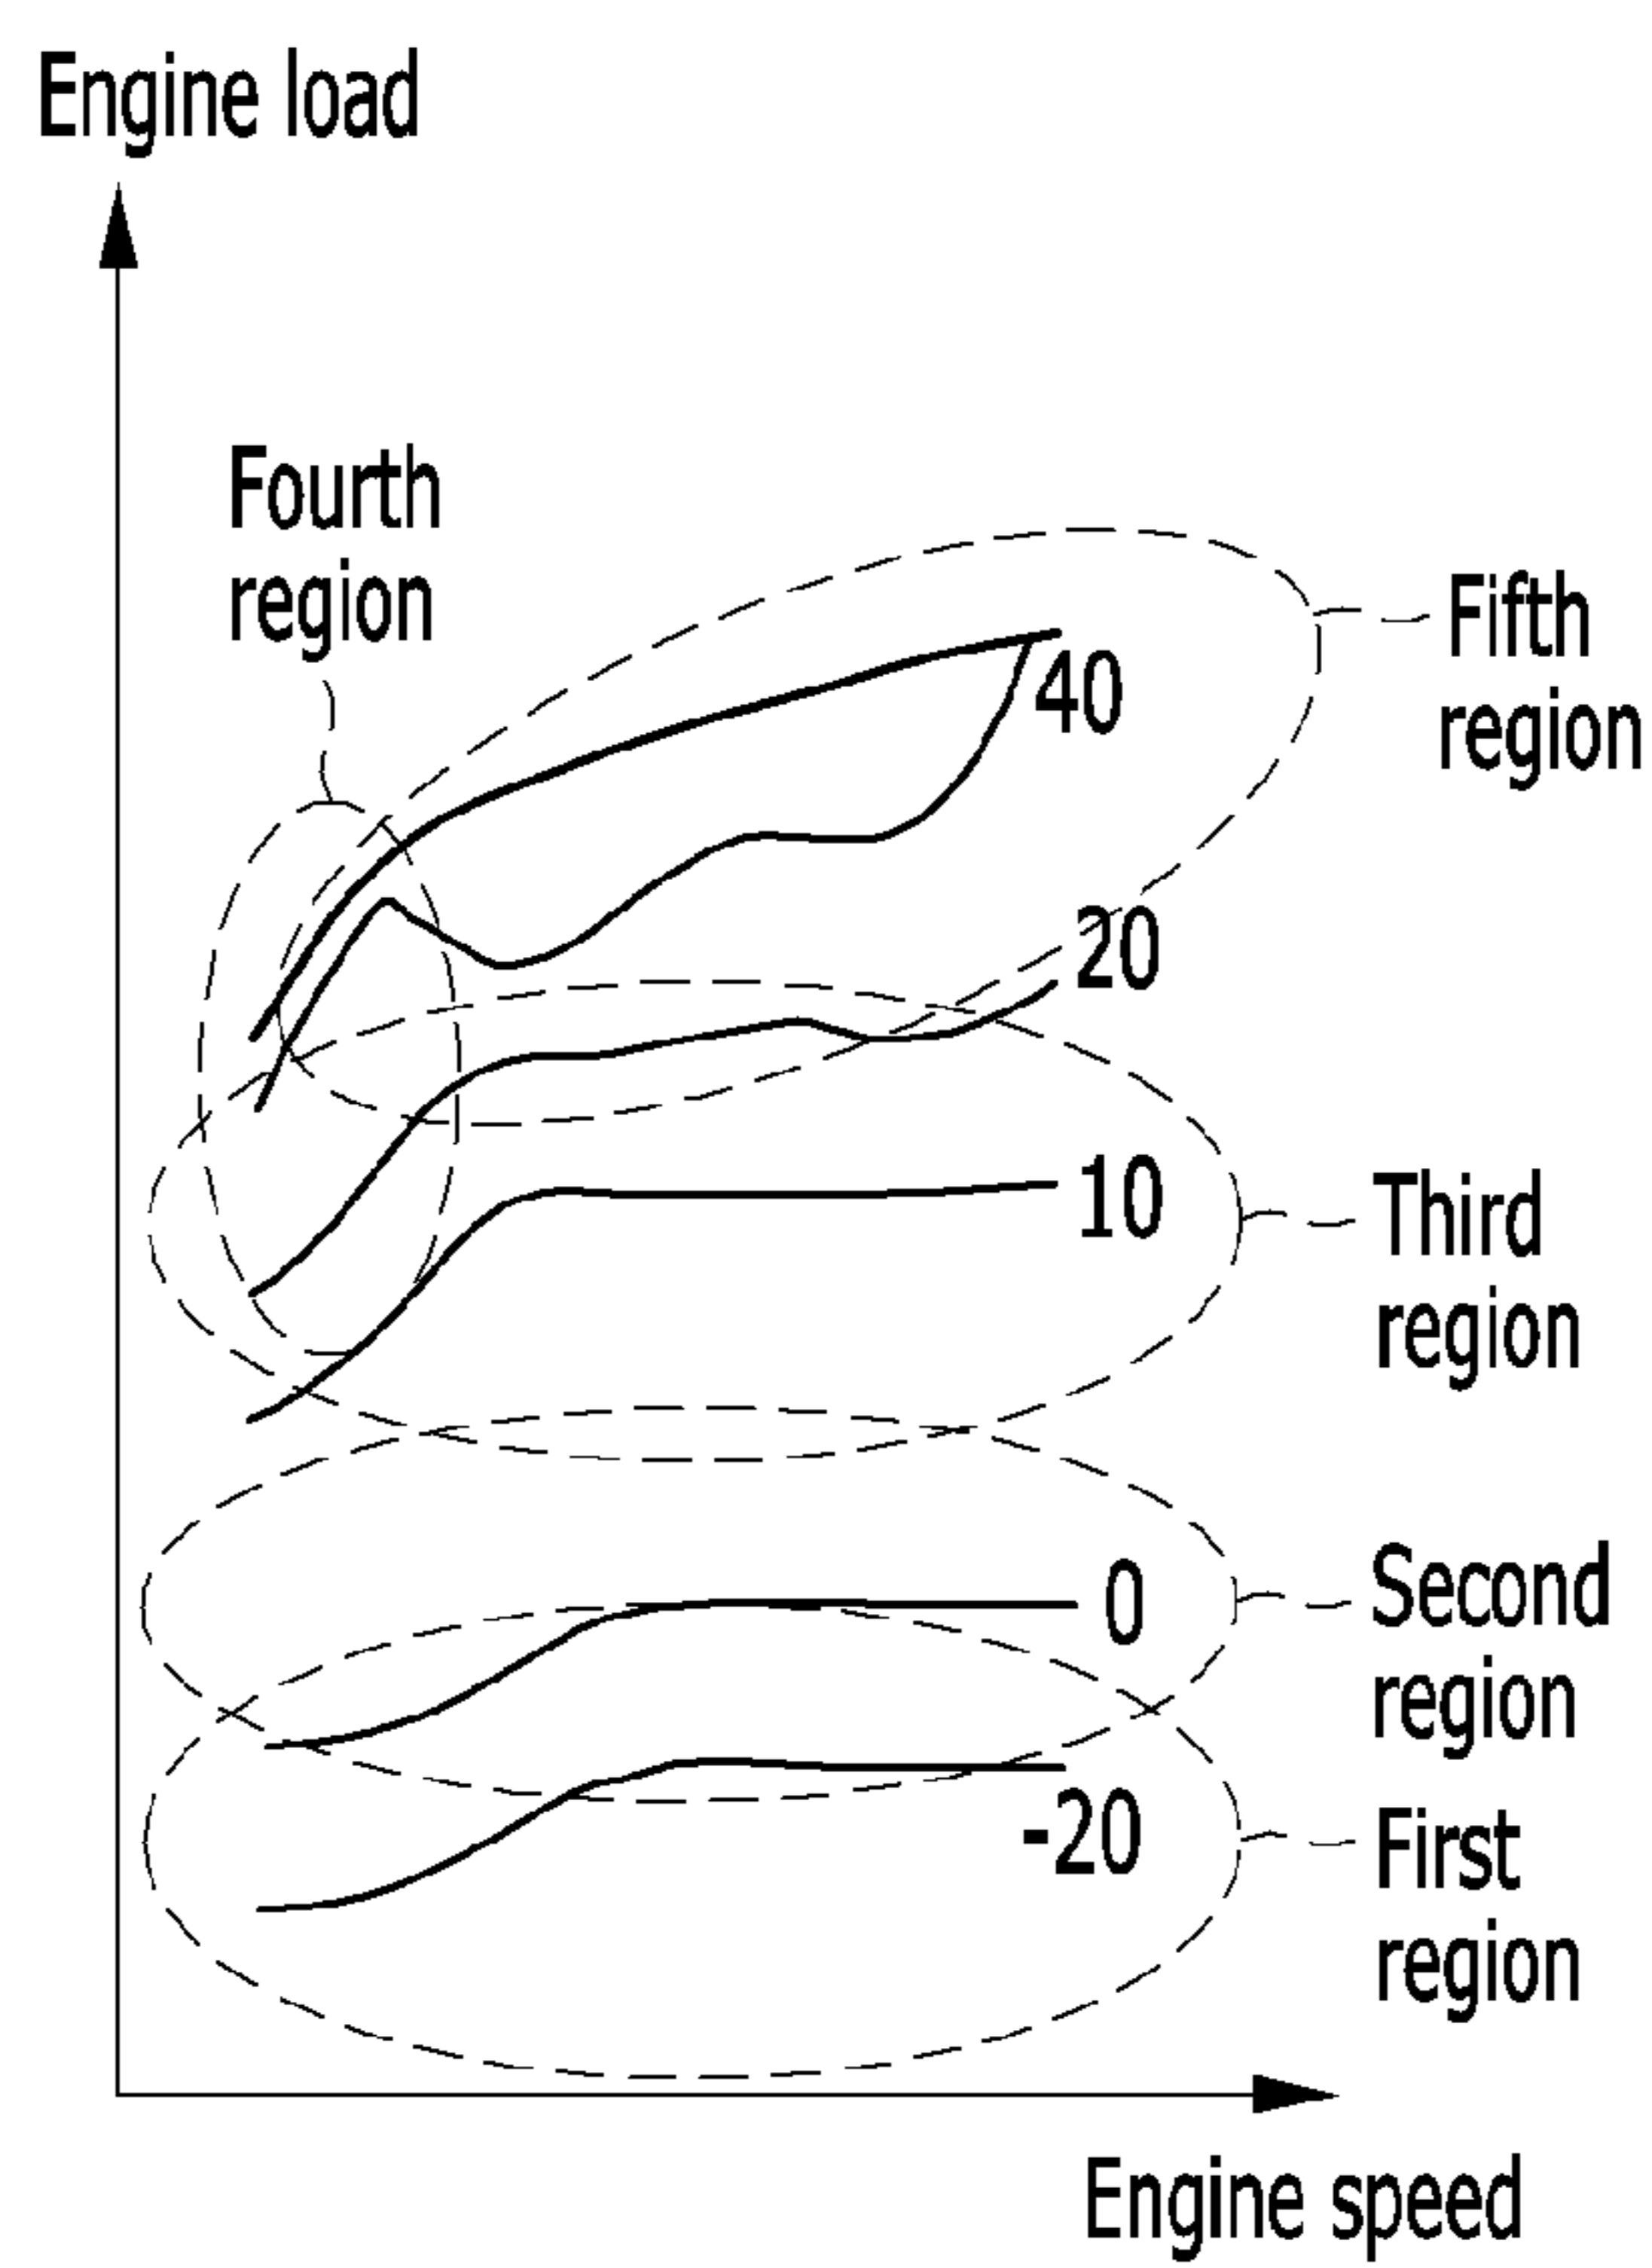 Engine load
Fourth
region
Fifth
region
40
20
10
Third
region
0
Second
region
-20
First
region
Engine speed